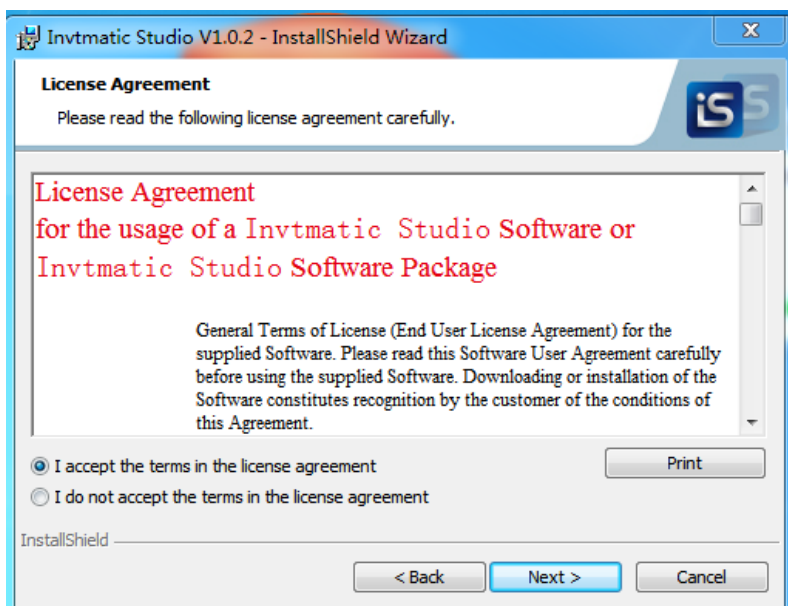 Invtmatic Studio V1.0.2 - InstallShield Wizard
License Agreement
Please read the following license agreement carefully.
iS
S
License Agreement
for the usage of a Invtmatic Studio Software or
Invtmatic Studio Software Package
General Terms of License (End User License Agreement) for the
supplied Software. Please read this Software User Agreement carefully
before using the supplied Software. Downloading or installation of the
Software constitutes recognition by the customer of the conditions of
this Agreement.
I accept the terms in the license agreement
Print
I do not accept the terms in the license agreement
InstallShield
< Back
Next >
Cancel